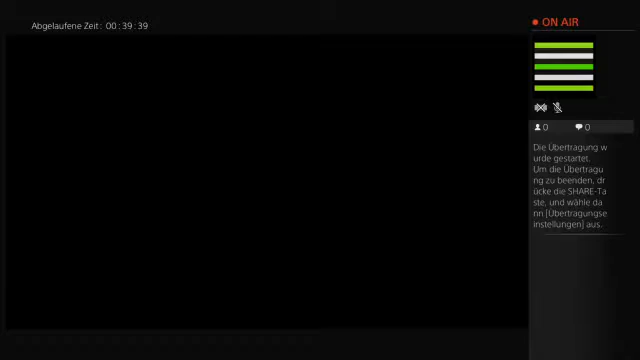 Abgelaufene Zeit: 00:39:39
ON AIR
0
0
Die Übertragung w
urde gestartet.
Um die Übertragu
ng zu beenden, dr
ücke die SHARE-Ta
ste, und wähle da
nn [Übertragungse
instellungen] aus.